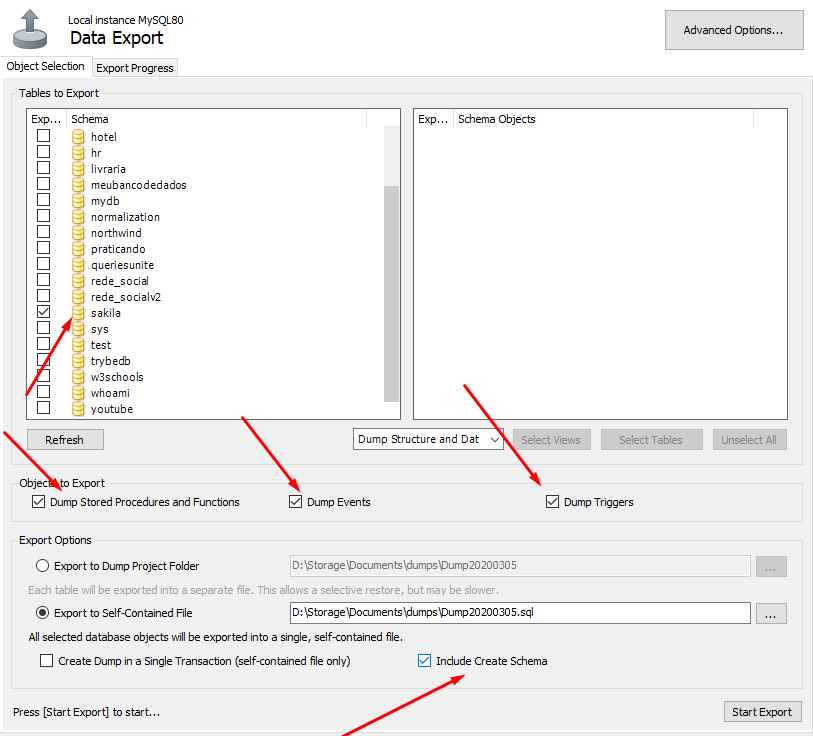 Local instance MySQL80
Data Export
Advanced Options...
Object Selection
Export Progress
Tables to Export
Exp... Schema
hotel
hr
livraria
meubancodedados
mydb
normalization
northwind
praticando
queriesunite
rede_social
rede_socialv2
sakila
sys
test
trybedb
w3schools
whoami
youtube
Exp... Schema Objects
Refresh
Dump Structure and Dat
Select Views
Select Tables
Unselect All
Objects to Export
Dump Stored Procedures and Functions
Dump Events
Dump Triggers
Export Options
Export to Dump Project Folder
D:\Storage\Documents\dumps\Dump20200305
...
Each table will be exported into a separate file. This allows a selective restore, but may be slower.
Export to Self-Contained File
D:\Storage\Documents\dumps\Dump20200305.sql
...
All selected database objects will be exported into a single, self-contained file.
Create Dump in a Single Transaction (self-contained file only)
Include Create Schema
Press [Start Export] to start...
Start Export